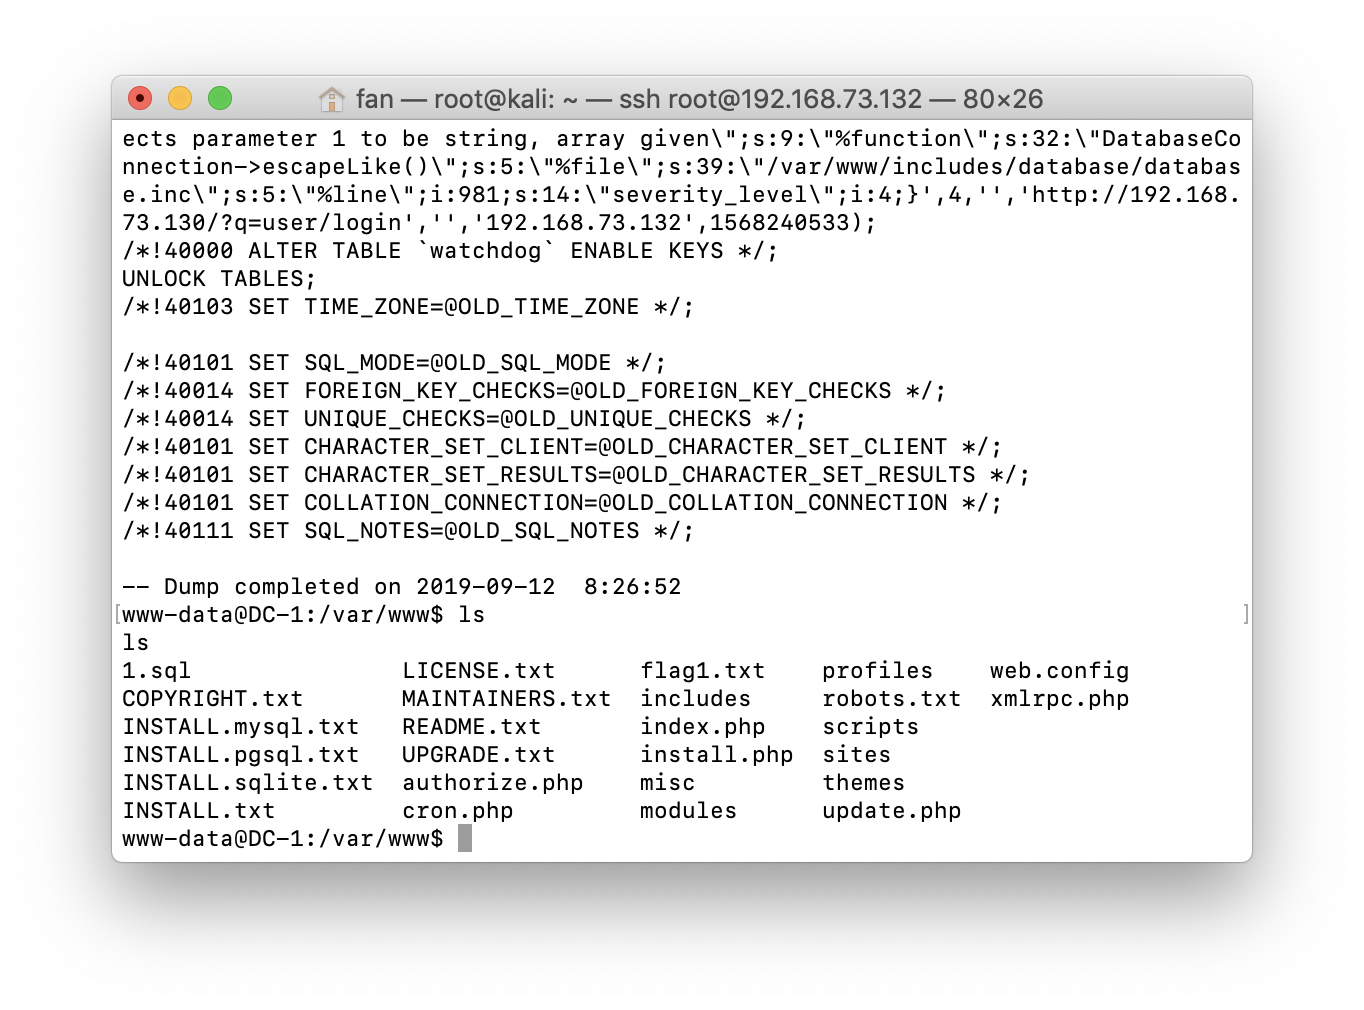 fan — root@kali: ~ — ssh root@192.168.73.132 — 80×26
ects parameter 1 to be string, array given\";s:9:\"%function\";s:32:\"DatabaseCo
nnection->escapeLike()\";s:5:\"%file\";s:39:\"/var/www/includes/database/databas
e.inc\";s:5:\"%line\";i:981;s:14:\"severity_level\";i:4;}',4,'','http://192.168.
73.130/?q=user/login','','192.168.73.132',1568240533);
/*!40000 ALTER TABLE `watchdog` ENABLE KEYS */;
UNLOCK TABLES;
/*!40103 SET TIME_ZONE=@OLD_TIME_ZONE */;

/*!40101 SET SQL_MODE=@OLD_SQL_MODE */;
/*!40014 SET FOREIGN_KEY_CHECKS=@OLD_FOREIGN_KEY_CHECKS */;
/*!40014 SET UNIQUE_CHECKS=@OLD_UNIQUE_CHECKS */;
/*!40101 SET CHARACTER_SET_CLIENT=@OLD_CHARACTER_SET_CLIENT */;
/*!40101 SET CHARACTER_SET_RESULTS=@OLD_CHARACTER_SET_RESULTS */;
/*!40101 SET COLLATION_CONNECTION=@OLD_COLLATION_CONNECTION */;
/*!40111 SET SQL_NOTES=@OLD_SQL_NOTES */;

-- Dump completed on 2019-09-12  8:26:52
[www-data@DC-1:/var/www$ ls ]
ls
1.sql               LICENSE.txt      flag1.txt    profiles    web.config
COPYRIGHT.txt       MAINTAINERS.txt  includes     robots.txt  xmlrpc.php
INSTALL.mysql.txt   README.txt       index.php    scripts
INSTALL.pgsql.txt   UPGRADE.txt      install.php  sites
INSTALL.sqlite.txt  authorize.php    misc         themes
INSTALL.txt         cron.php         modules      update.php
www-data@DC-1:/var/www$